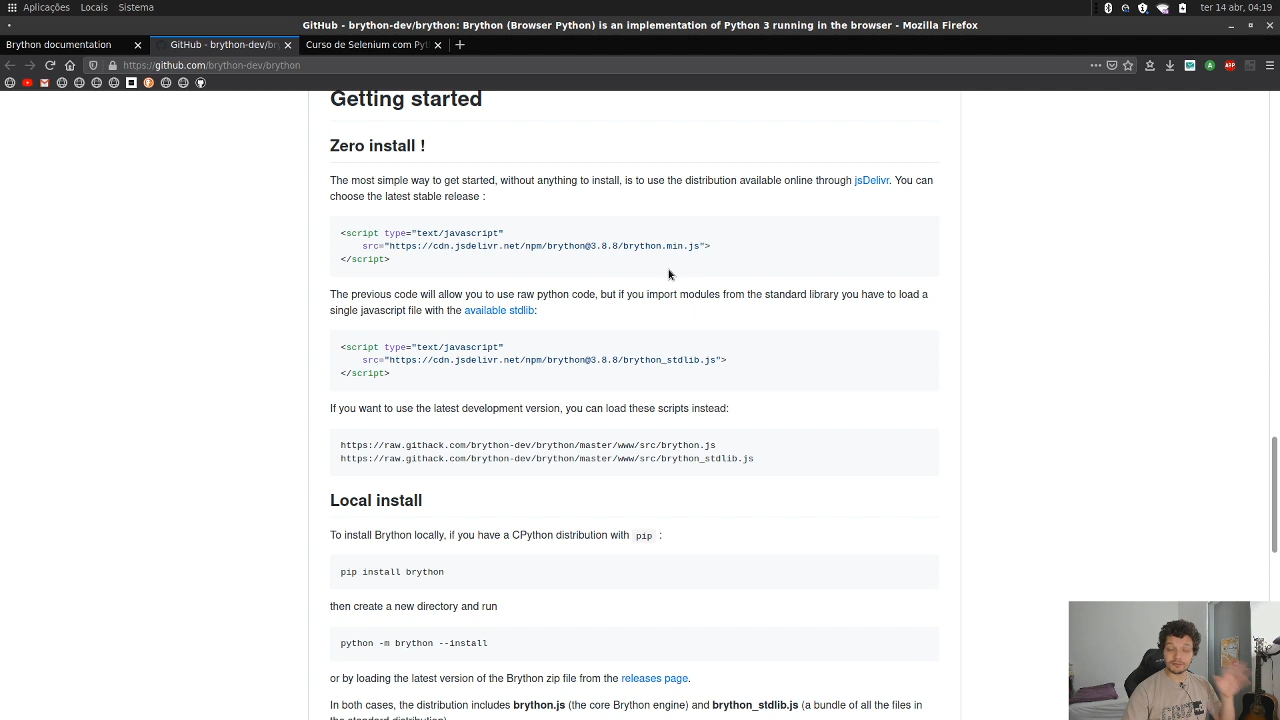 Aplicações Locais Sistema ter 14 abr, 04:19
GitHub - brython-dev/brython: Brython (Browser Python) is an implementation of Python 3 running in the browser - Mozilla Firefox
Brython documentation GitHub - brython-dev/br Curso de Selenium com Pyt
https://github.com/brython-dev/brython
Getting started
Zero install !
The most simple way to get started, without anything to install, is to use the distribution available online through jsDelivr. You can
choose the latest stable release :
<script type="text/javascript"
src="https://cdn.jsdelivr.net/npm/brython@3.8.8/brython.min.js">
</script>
The previous code will allow you to use raw python code, but if you import modules from the standard library you have to load a
single javascript file with the available stdlib:
<script type="text/javascript"
src="https://cdn.jsdelivr.net/npm/brython@3.8.8/brython_stdlib.js">
</script>
If you want to use the latest development version, you can load these scripts instead:
https://raw.githack.com/brython-dev/brython/master/www/src/brython.js
https://raw.githack.com/brython-dev/brython/master/www/src/brython_stdlib.js
Local install
To install Brython locally, if you have a CPython distribution with pip :
pip install brython
then create a new directory and run
python -m brython --install
or by loading the latest version of the Brython zip file from the releases page.
In both cases, the distribution includes brython.js (the core Brython engine) and brython_stdlib.js (a bundle of all the files in
the standard distribution)